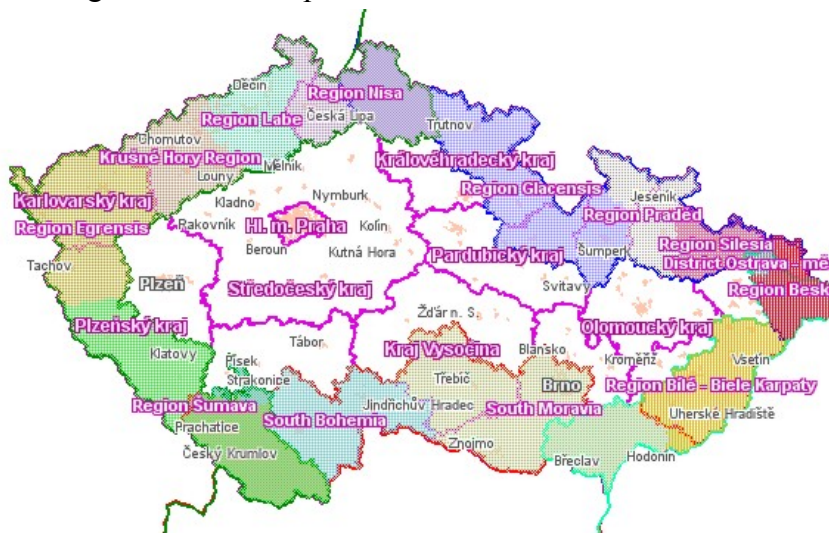 Děčín
Region Nisa
Region Labe
Česká Lípa
Trutnov
Chomutov
Krušné Hory Region
Královéhradecký kraj
Mělník
Louny
Nymburk
Region Glacensis
Jeseník
Karlovarský kraj
Kladno
Region Praděd
Region Egrensis
Rakovník
Hl. m. Praha
Kolín
Beroun
Kutná Hora
Pardubický kraj
Šumperk
Region Silesia
District Ostrava - mě
Tachov
Plzeň
Středočeský kraj
Svitavy
Region Besk
Plzeňský kraj
Žďár n. S.
Olomoucký kraj
Klatovy
Písek
Tábor
Kraj Vysočina
Blansko
Kroměříž
Vsetín
Strakonice
Třebíč
Brno
Region Bílé - Biele Karpaty
Region Šumava
South Bohemia
Jindřichův Hradec
South Moravia
Uherské Hradiště
Prachatice
Český Krumlov
Znojmo
Břeclav
Hodonín